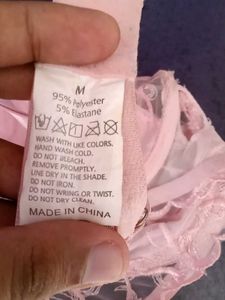 M
95% Polyester
5% Elastane
WASH WITH LIKE COLORS.
HAND WASH COLD.
DO NOT BLEACH.
REMOVE PROMPTLY.
LINE DRY IN THE SHADE.
DO NOT IRON.
DO NOT WRING OR TWIST.
DO NOT DRY CLEAN.
MADE IN CHINA